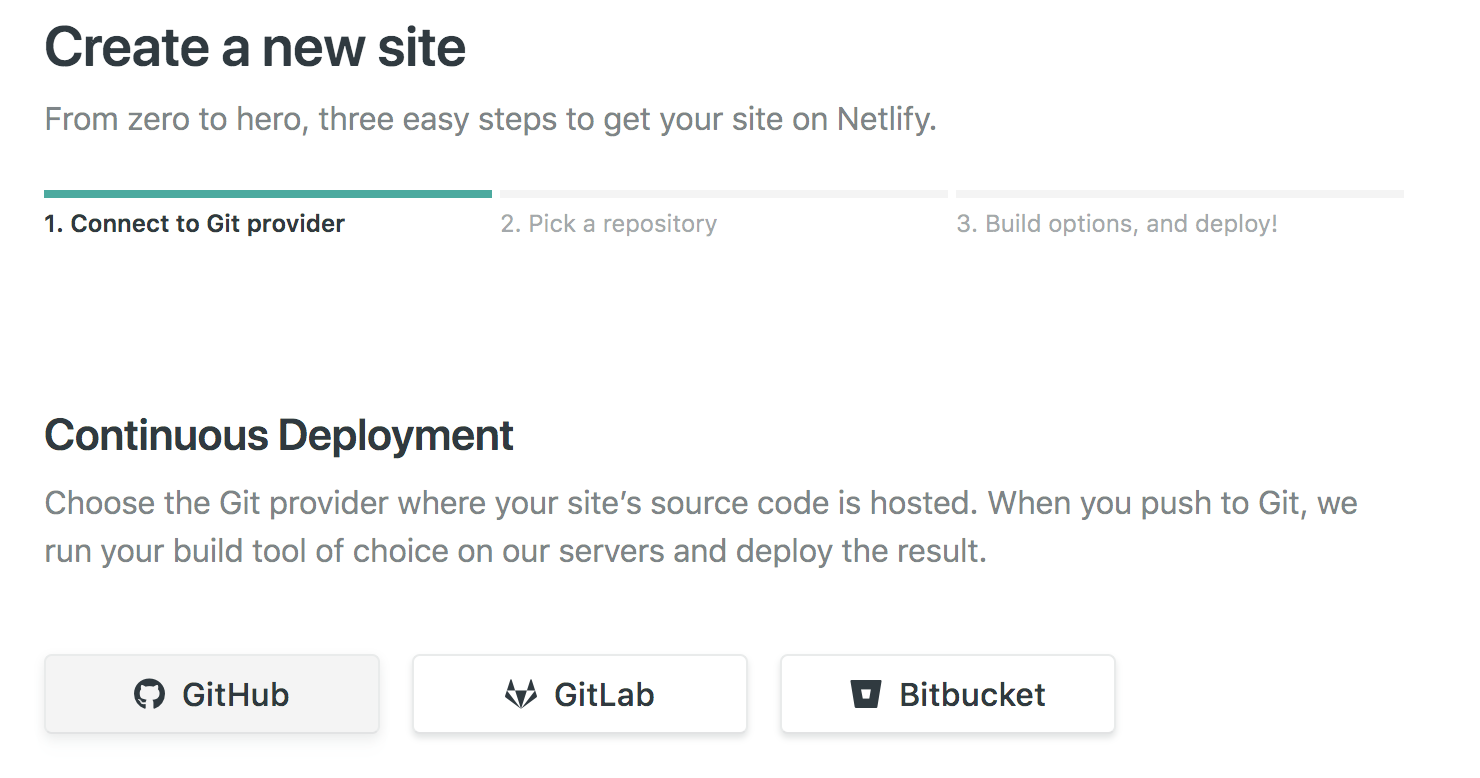 Create a new site
From zero to hero, three easy steps to get your site on Netlify.
1. Connect to Git provider
2. Pick a repository
3. Build options, and deploy!
Continuous Deployment
Choose the Git provider where your site’s source code is hosted. When you push to Git, we
run your build tool of choice on our servers and deploy the result.
GitHub
GitLab
Bitbucket